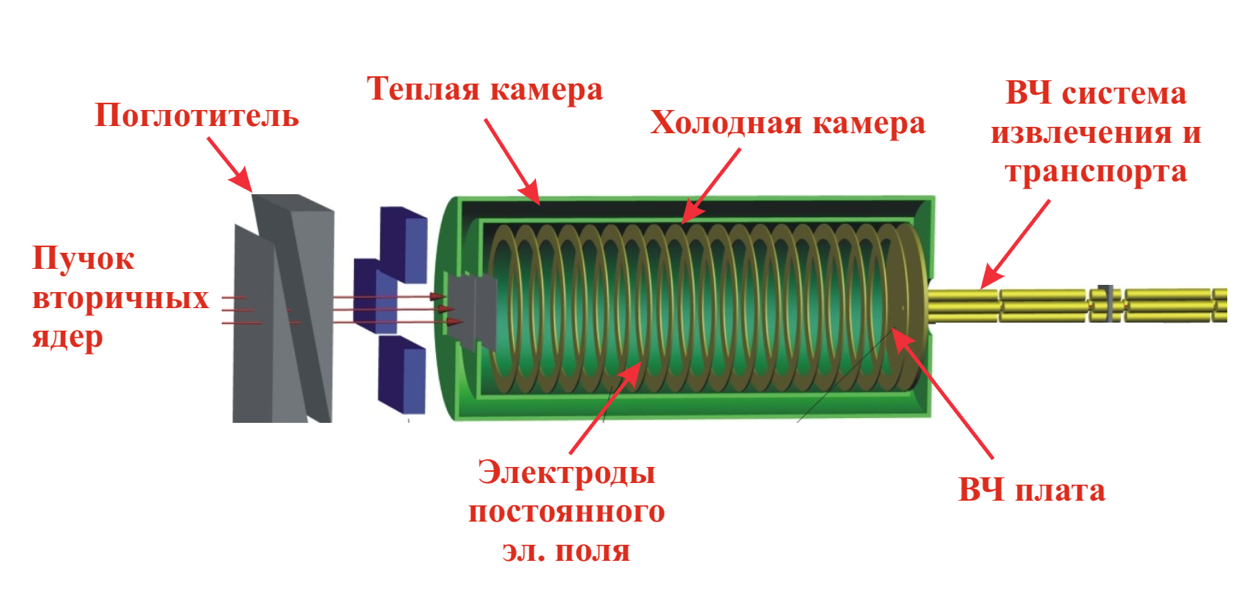 Теплая камера
Поглотитель
Холодная камера
ВЧ система
извлечения и
транспорта
Пучок
вторичных
ядер
Электроды
постоянного
эл. поля
ВЧ плата